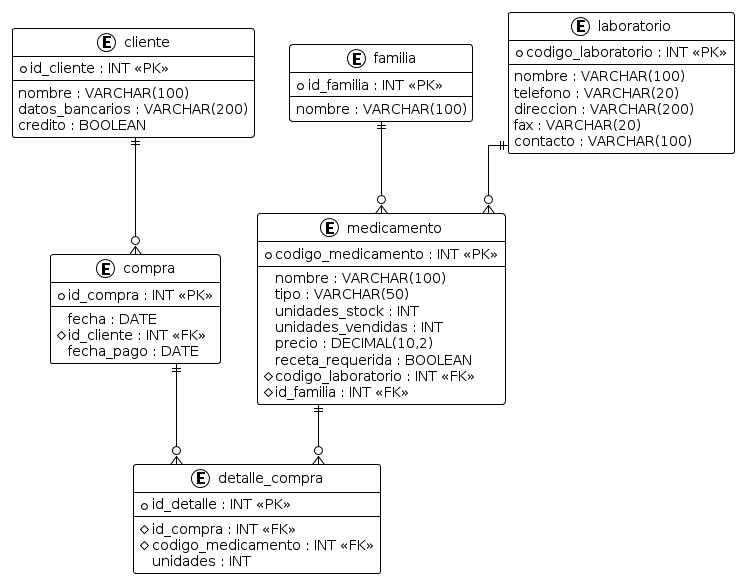 E cliente
id_cliente : INT «PK»
nombre : VARCHAR(100)
datos_bancarios : VARCHAR(200)
credito : BOOLEAN
E familia
id_familia : INT «PK»
nombre : VARCHAR(100)
E laboratorio
codigo_laboratorio : INT «PK»
nombre : VARCHAR(100)
telefono : VARCHAR(20)
direccion : VARCHAR(200)
fax : VARCHAR(20)
contacto : VARCHAR(100)
E compra
id_compra : INT «PK»
fecha : DATE
id_cliente : INT «FK»
fecha_pago : DATE
E medicamento
codigo_medicamento : INT «PK»
nombre : VARCHAR(100)
tipo : VARCHAR(50)
unidades_stock : INT
unidades_vendidas : INT
precio : DECIMAL(10,2)
receta_requerida : BOOLEAN
codigo_laboratorio : INT «FK»
id_familia : INT «FK»
E detalle_compra
id_detalle : INT «PK»
id_compra : INT «FK»
codigo_medicamento : INT «FK»
unidades : INT